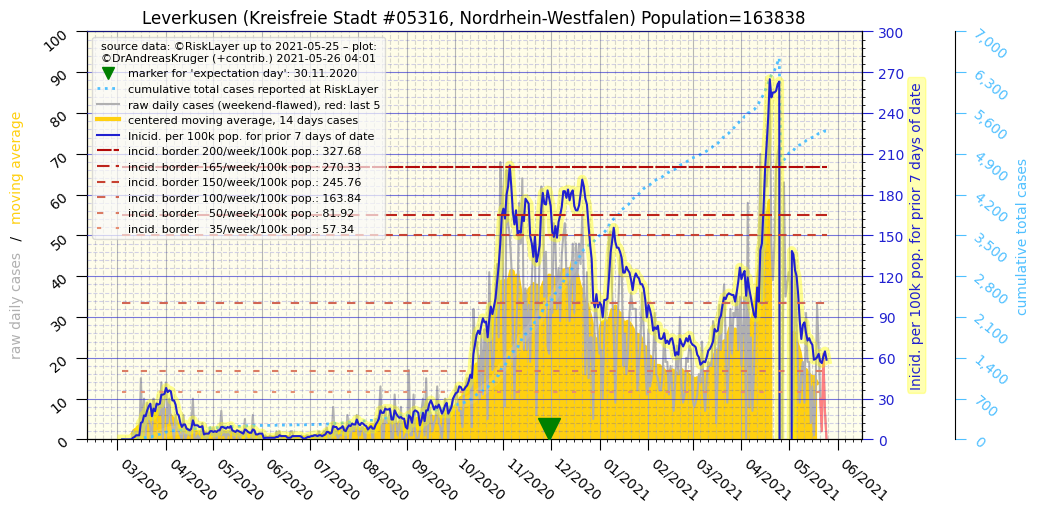 Leverkusen (Kreisfreie Stadt #05316, Nordrhein-Westfalen) Population=163838
source data: ©RiskLayer up to 2021-05-25 – plot:
©DrAndreasKruger (+contrib.) 2021-05-26 04:01
marker for 'expectation day': 30.11.2020
cumulative total cases reported at RiskLayer
raw daily cases (weekend-flawed), red: last 5
centered moving average, 14 days cases
Inicid. per 100k pop. for prior 7 days of date
incid. border 200/week/100k pop.: 327.68
incid. border 165/week/100k pop.: 270.33
incid. border 150/week/100k pop.: 245.76
incid. border 100/week/100k pop.: 163.84
incid. border   50/week/100k pop.: 81.92
incid. border   35/week/100k pop.: 57.34
raw daily cases / moving average
100
90
80
70
60
50
40
30
20
10
0
03/2020
04/2020
05/2020
06/2020
07/2020
08/2020
09/2020
10/2020
11/2020
12/2020
01/2021
02/2021
03/2021
04/2021
05/2021
06/2021
300
270
240
210
180
150
120
90
60
30
0
Inicid. per 100k pop. for prior 7 days of date
7,000
6,300
5,600
4,900
4,200
3,500
2,800
2,100
1,400
700
0
cumulative total cases